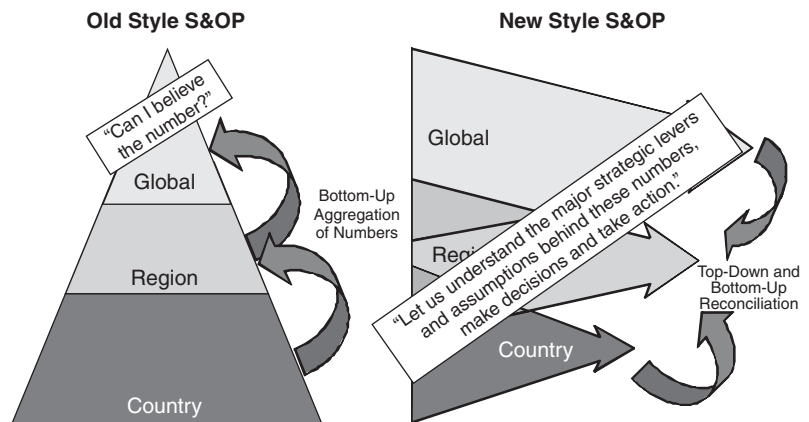 Old Style S&OP
"Can I believe
the number?"
Global
Region
Country
Bottom-Up
Aggregation
of Numbers
New Style S&OP
Global
"Let us understand the major strategic levers
and assumptions behind these numbers,
make decisions and take action."
Country
Top-Down and
Bottom-Up
Reconciliation